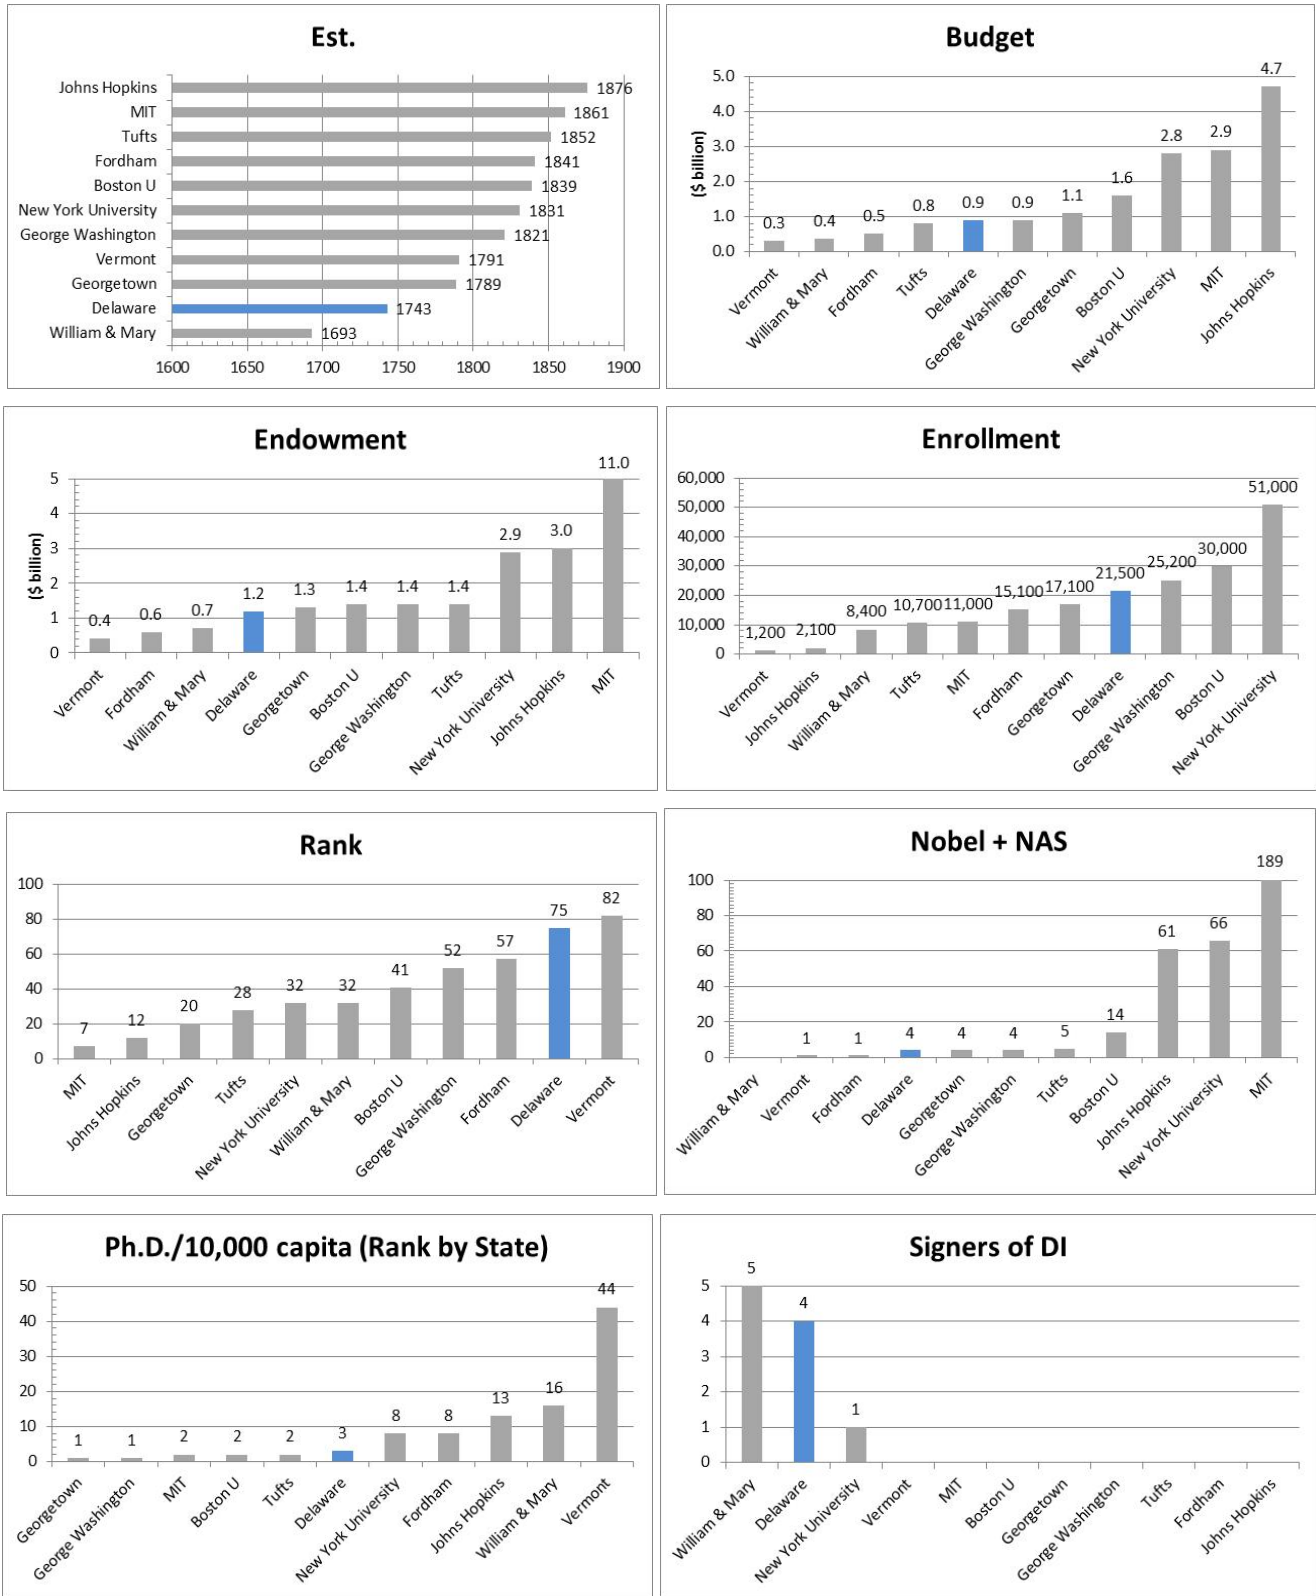 Est.
Johns Hopkins 1876
MIT 1861
Tufts 1852
Fordham 1841
Boston U 1839
New York University 1831
George Washington 1821
Vermont 1791
Georgetown 1789
Delaware 1743
William & Mary 1693
1600 1650 1700 1750 1800 1850 1900
Budget
($ billion)
5.0
4.0
3.0
2.0
1.0
0.0
0.3 0.4 0.5 0.8 0.9 0.9 1.1 1.6 2.8 2.9 4.7
Vermont
William & Mary
Fordham
Tufts
Delaware
George Washington
Georgetown
Boston U
New York University
MIT
Johns Hopkins
Endowment
($ billion)
5
4
3
2
1
0
0.4 0.6 0.7 1.2 1.3 1.4 1.4 1.4 2.9 3.0 11.0
Vermont
Fordham
William & Mary
Delaware
Georgetown
Boston U
George Washington
Tufts
New York University
Johns Hopkins
MIT
Enrollment
60,000
50,000
40,000
30,000
20,000
10,000
0
1,200 2,100 8,400 10,700 11,000 15,100 17,100 21,500 25,200 30,000 51,000
Vermont
Johns Hopkins
William & Mary
Tufts
MIT
Fordham
Georgetown
Delaware
George Washington
Boston U
New York University
Rank
100
80
60
40
20
0
7 12 20 28 32 32 41 52 57 75 82
MIT
Johns Hopkins
Georgetown
Tufts
New York University
William & Mary
Boston U
George Washington
Fordham
Delaware
Vermont
Nobel + NAS
100
80
60
40
20
0
1 1 4 4 4 5 14 61 66 189
William & Mary
Vermont
Fordham
Delaware
Georgetown
George Washington
Tufts
Boston U
Johns Hopkins
New York University
MIT
Ph.D./10,000 capita (Rank by State)
50
40
30
20
10
0
1 1 2 2 2 3 8 8 13 16 44
Georgetown
George Washington
MIT
Boston U
Tufts
Delaware
New York University
Fordham
Johns Hopkins
William & Mary
Vermont
Signers of DI
5
4
3
2
1
0
5 4 1
William & Mary
Delaware
New York University
Vermont
MIT
Boston U
Georgetown
George Washington
Tufts
Fordham
Johns Hopkins